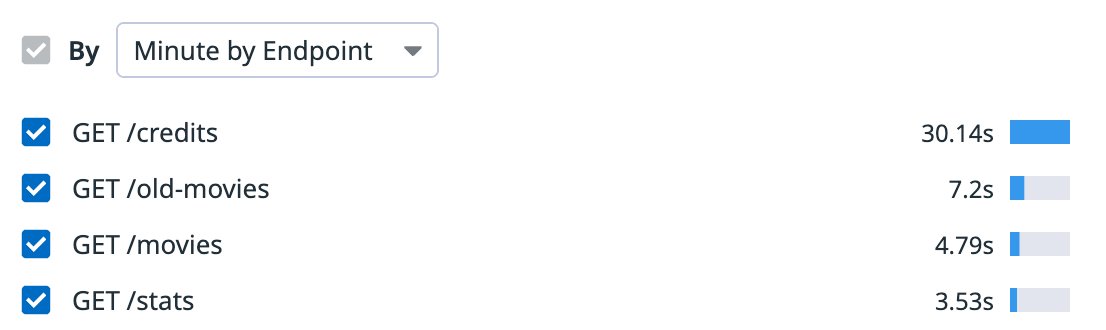 By Minute by Endpoint
GET /credits 30.14s
GET /old-movies 7.2s
GET /movies 4.79s
GET /stats 3.53s